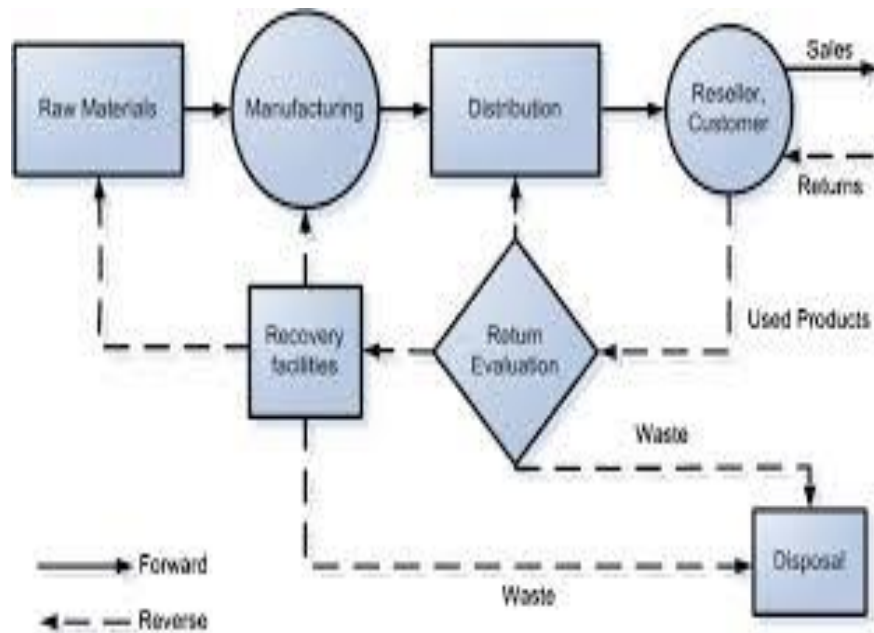 Sales
Raw Materials
Manufacturing
Distribution
Reseller,
Customer
Returns
Used Products
Recovery
facilities
Return
Evaluation
Waste
Disposal
Forward
Waste
Reverse